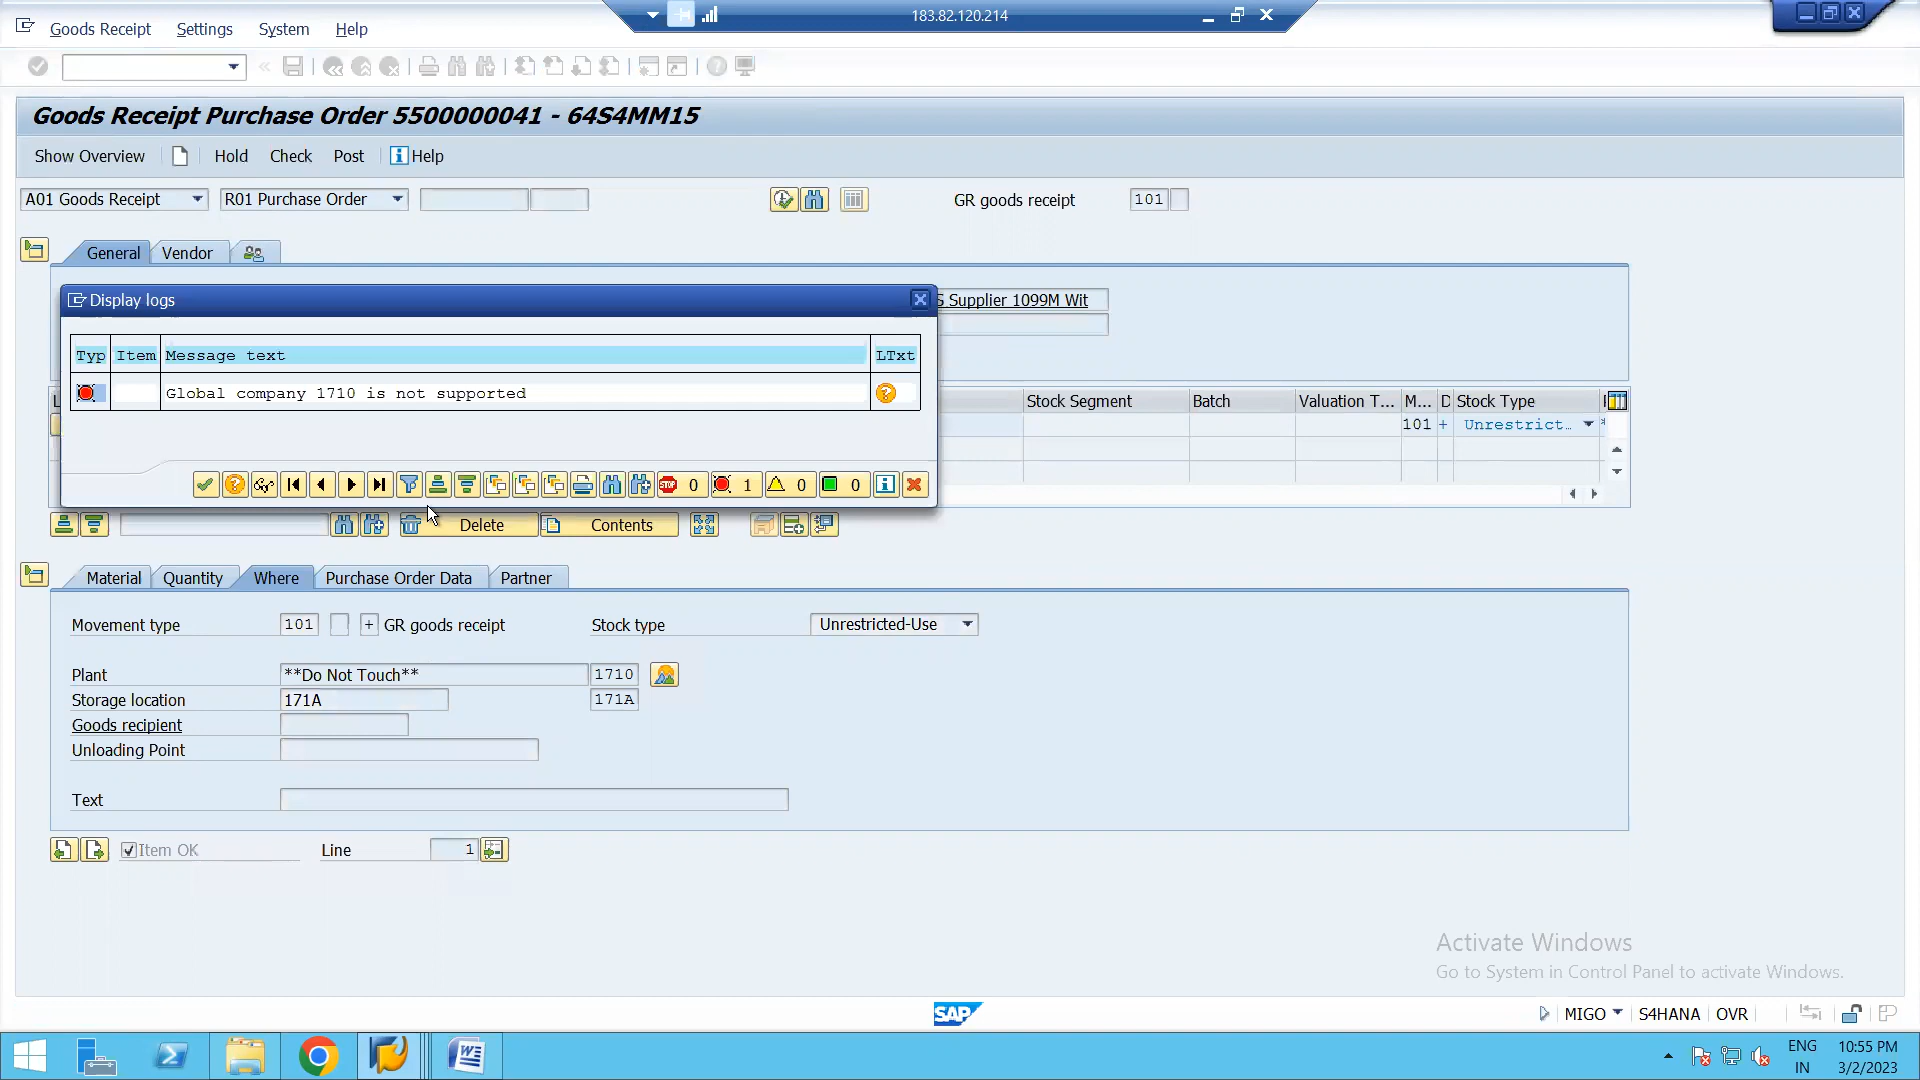 183.82.120.214
Goods Receipt Settings System Help
Goods Receipt Purchase Order 5500000041 - 64S4MM15
Show Overview Hold Check Post Help
A01 Goods Receipt R01 Purchase Order GR goods receipt 101
General Vendor
Display logs
Supplier 1099M Wit
Typ Item Message text LTxt
Global company 1710 is not supported
Stock Segment Batch Valuation T... M... D Stock Type
101 + Unrestrict..
0 1 0 0
Delete Contents
Material Quantity Where Purchase Order Data Partner
Movement type 101 + GR goods receipt Stock type Unrestricted-Use
Plant **Do Not Touch** 1710
Storage location 171A 171A
Goods recipient
Unloading Point
Text
Item OK Line 1
Activate Windows
Go to System in Control Panel to activate Windows.
SAP MIGO S4HANA OVR
ENG 10:55 PM
IN 3/2/2023